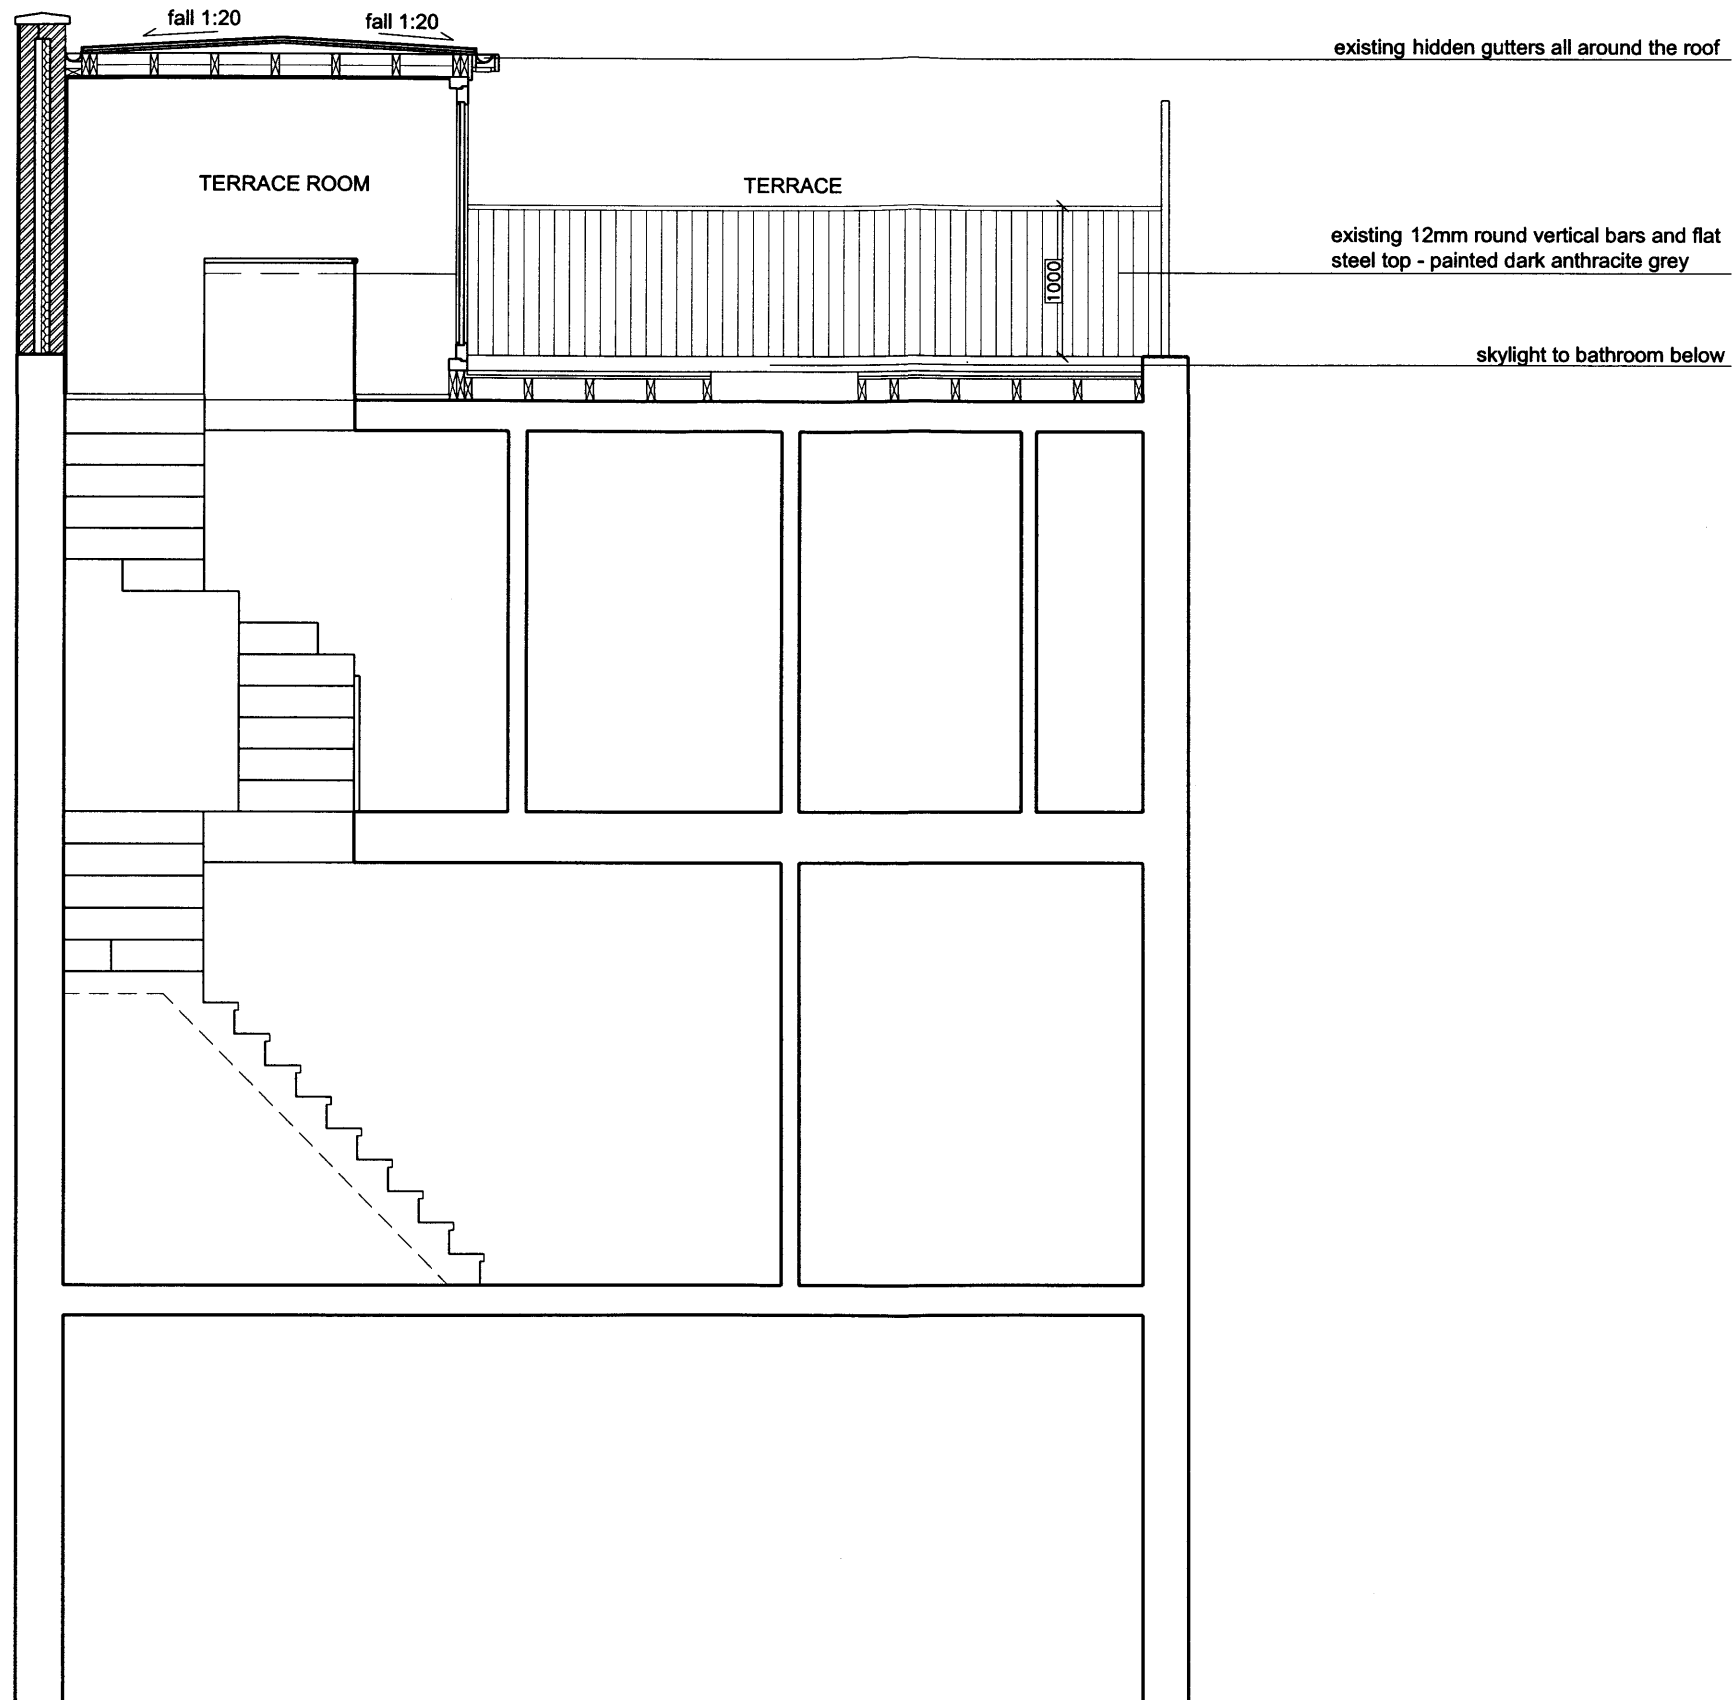 fall 1:20
fall 1:20
existing hidden gutters all around the roof
TERRACE ROOM
TERRACE
existing 12mm round vertical bars and flat
steel top - painted dark anthracite grey
1000
skylight to bathroom below